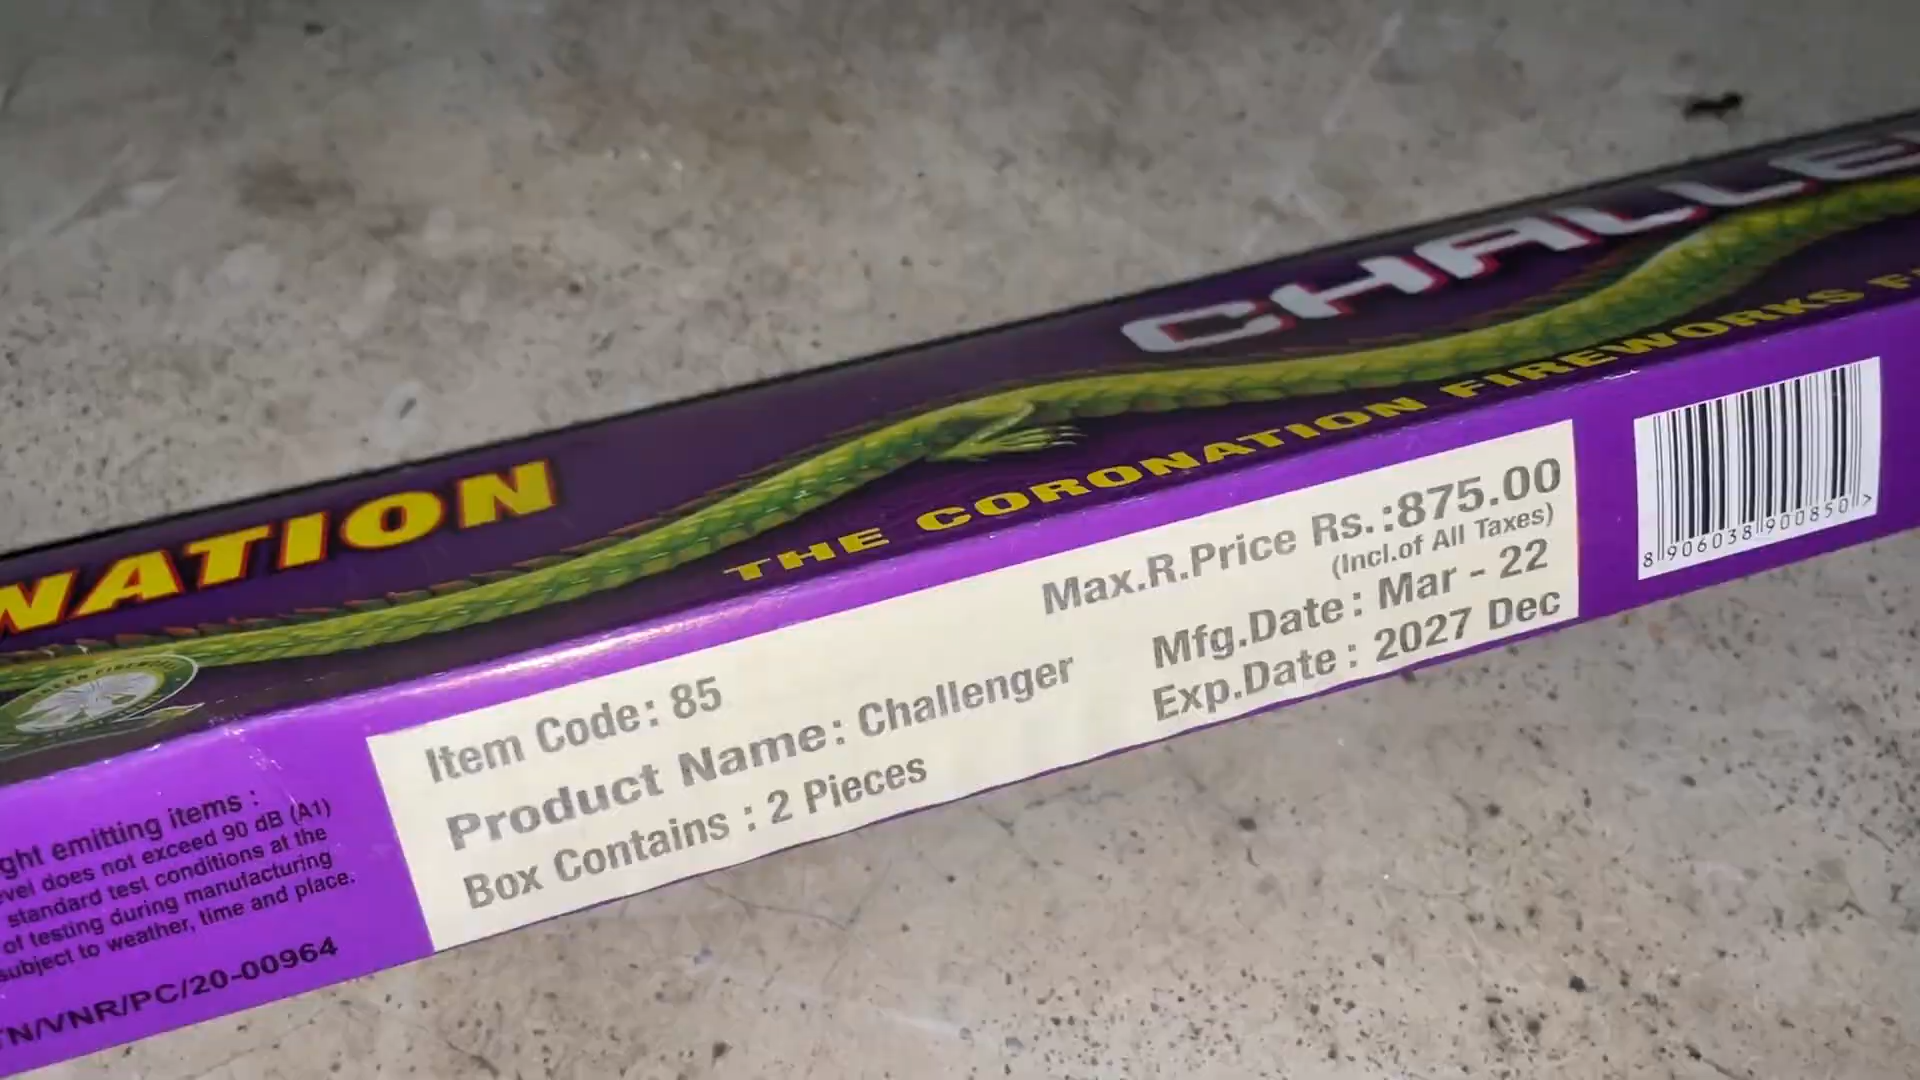 NATION
CHALLE
THE CORONATION FIREWORKS F
Max.R.Price Rs.:875.00
(Incl.of All Taxes)
Mfg.Date : Mar - 22
Exp.Date : 2027 Dec
Item Code: 85
Product Name: Challenger
Box Contains : 2 Pieces
8 906038 900850 >
ght emitting items :
evel does not exceed 90 dB (A1)
standard test conditions at the
of testing during manufacturing
subject to weather, time and place.
TN/VNR/PC/20-00964